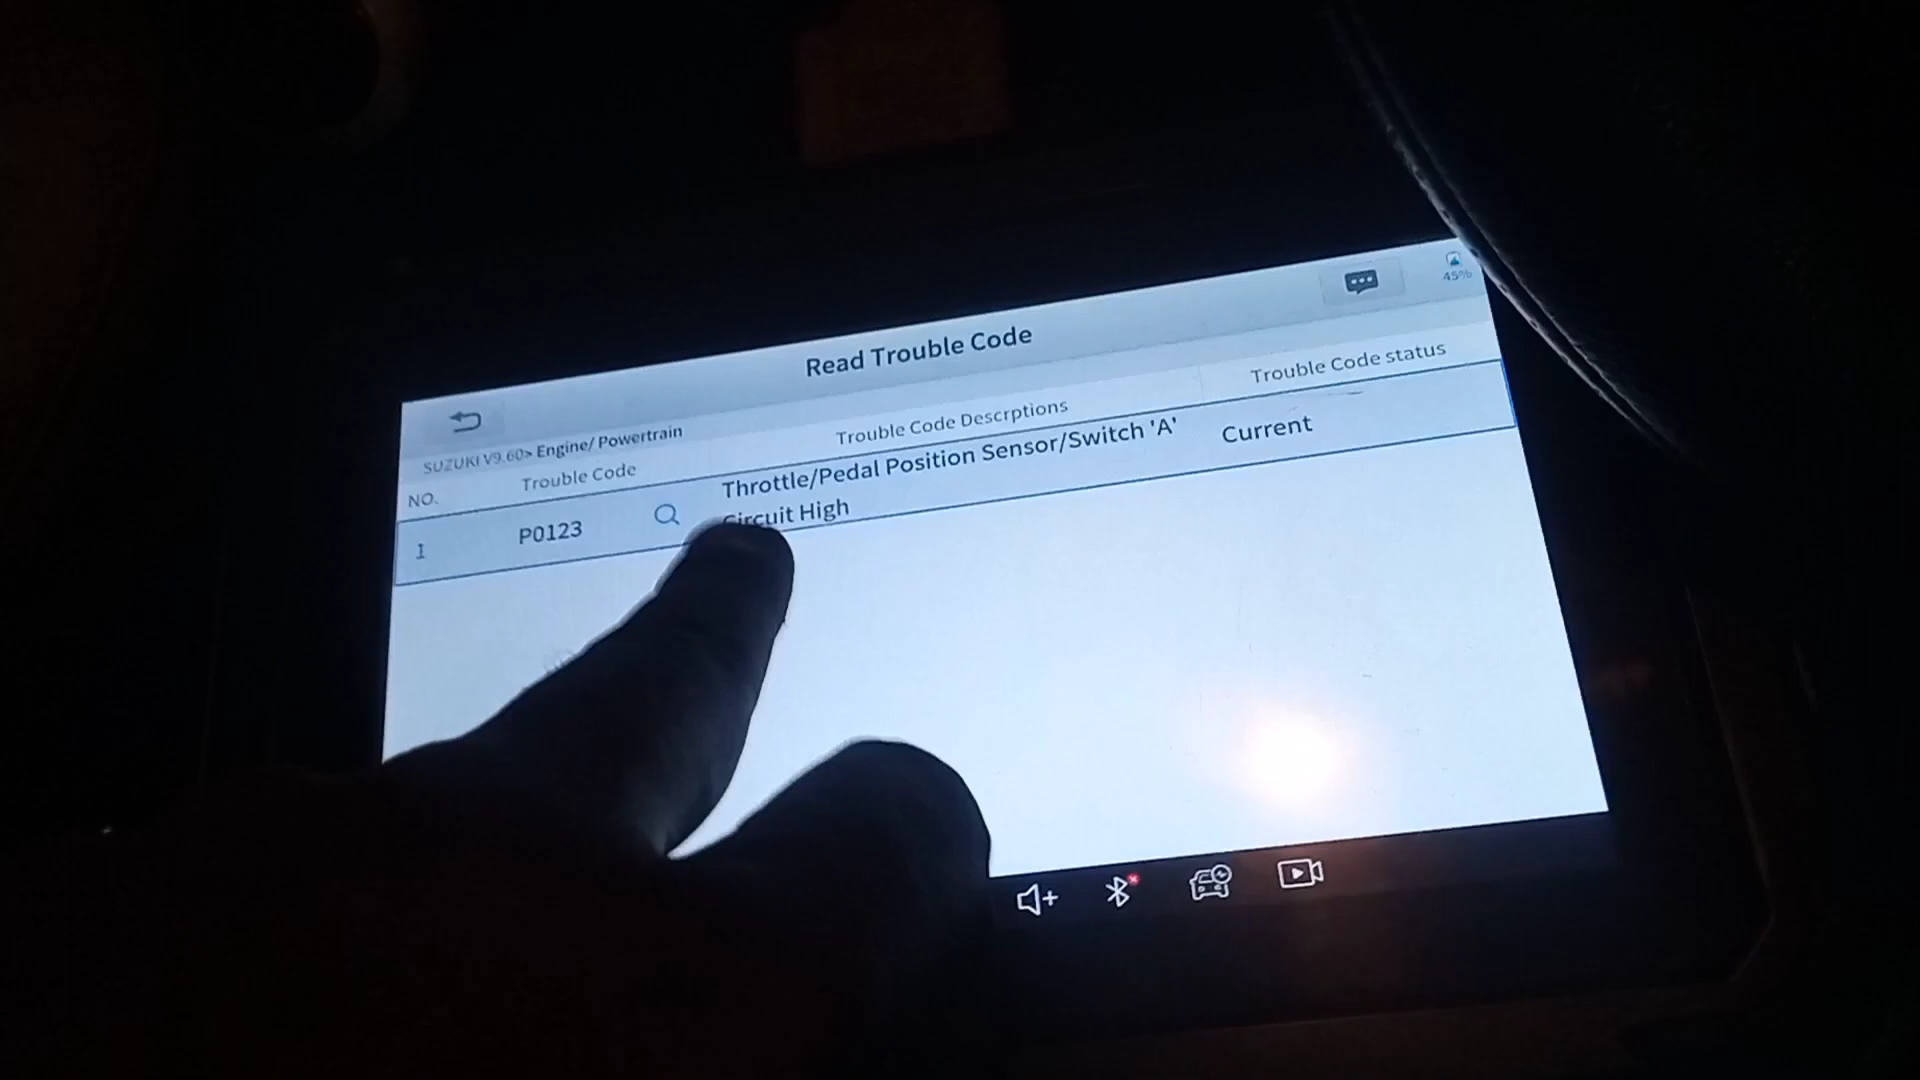 45%
Read Trouble Code
SUZUKI V9.60> Engine/ Powertrain
NO. Trouble Code Trouble Code Descrptions Trouble Code status
1 P0123 Throttle/Pedal Position Sensor/Switch 'A' Current
Circuit High